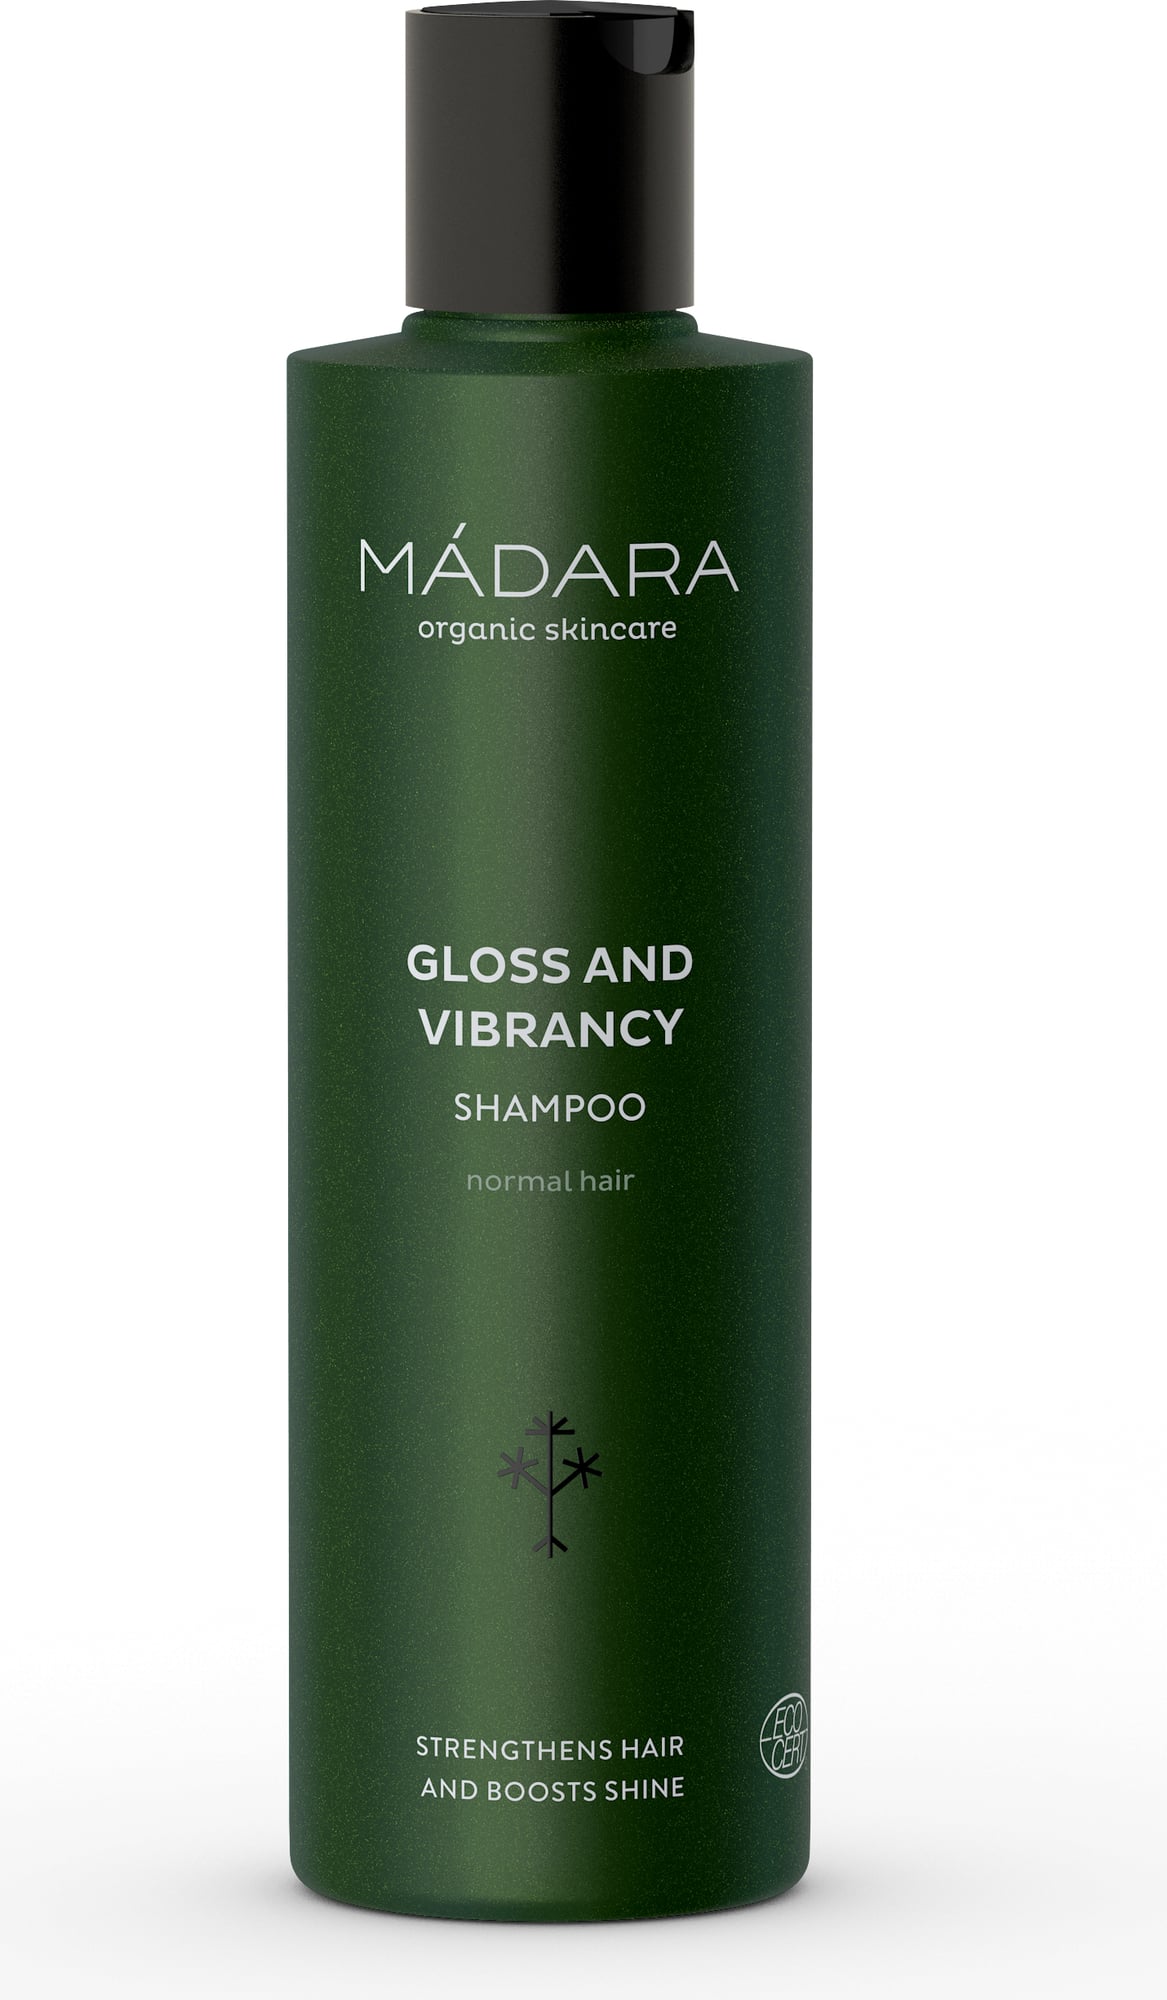 MÁDARA
organic skincare
GLOSS AND
VIBRANCY
SHAMPOO
normal hair
STRENGTHENS HAIR
AND BOOSTS SHINE
ECO
CERT